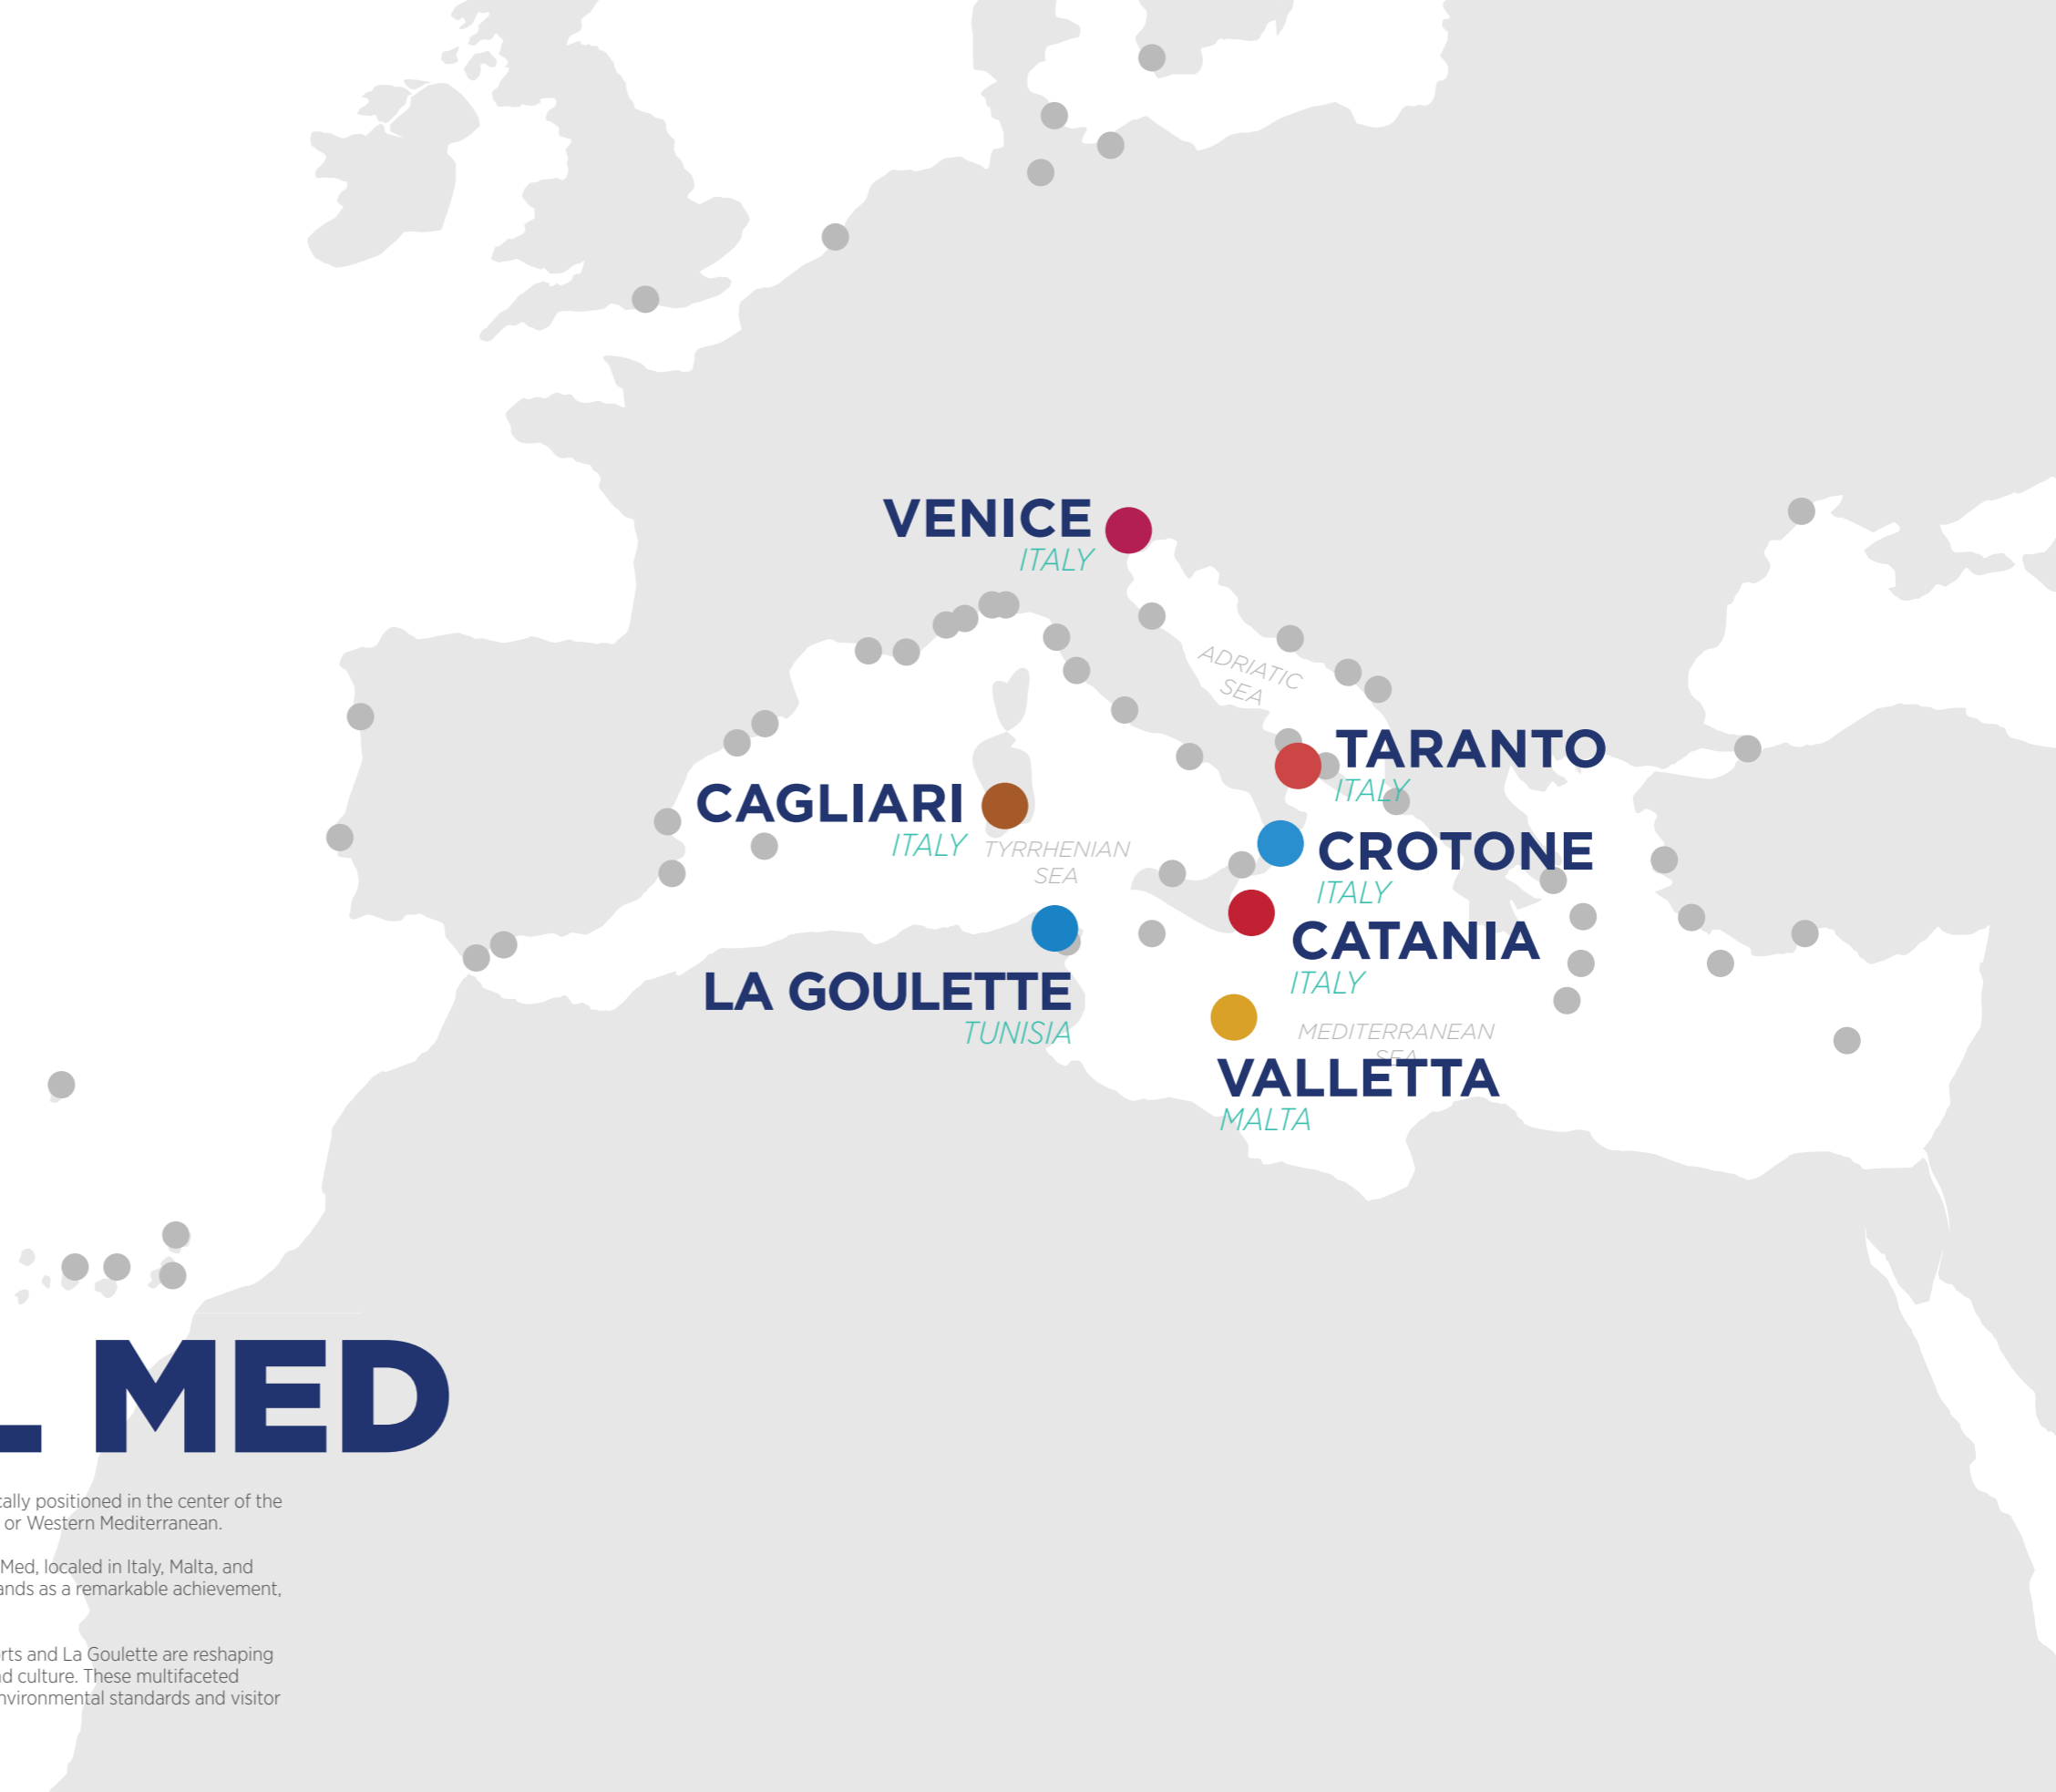 VENICE
ITALY
ADRIATIC
SEA
TARANTO
ITALY
CAGLIARI
ITALY
TYRRHENIAN
SEA
CROTONE
ITALY
CATANIA
ITALY
LA GOULETTE
TUNISIA
MEDITERRANEAN
SEA
VALLETTA
MALTA
L MED
cally positioned in the center of the
or Western Mediterranean.
Med, localed in Italy, Malta, and
ands as a remarkable achievement,
rts and La Goulette are reshaping
d culture. These multifaceted
nvironmental standards and visitor